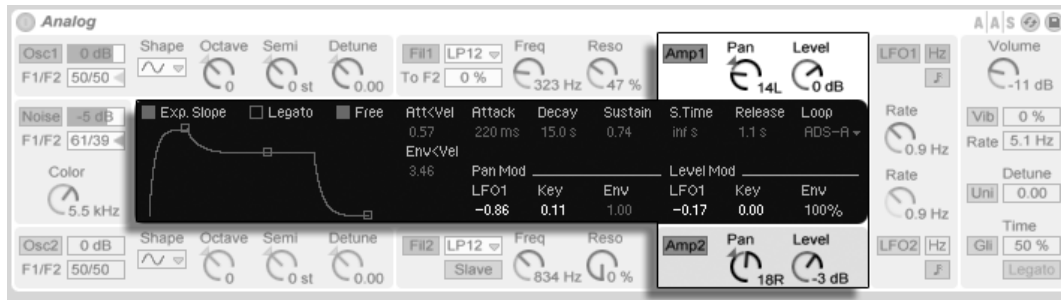 Analog
A|A|S
Osc1 0 dB Shape Octave Semi Detune Fil1 LP12 Freq Reso Amp1 Pan Level LFO1 Hz Volume
F1/F2 50/50 0 0 st 0.00 To F2 0 % 323 Hz 47 % 14L 0 dB -11 dB
Noise -5 dB Exp. Slope Legato Free Att<Vel Attack Decay Sustain S.Time Release Loop Rate Vib 0 %
F1/F2 61/39 0.57 220 ms 15.0 s 0.74 inf s 1.1 s ADS-A 0.9 Hz Rate 5.1 Hz
Env<Vel
Color 3.46 Pan Mod Level Mod Rate Detune
LFO1 Key Env LFO1 Key Env Uni 0.00
5.5 kHz -0.86 0.11 1.00 -0.17 0.00 100% 0.9 Hz
Time
Osc2 0 dB Shape Octave Semi Detune Fil2 LP12 Freq Reso Amp2 Pan Level LFO2 Hz Gli 50 %
F1/F2 50/50 0 0 st 0.00 Slave 834 Hz 0 % 18R -3 dB Legato